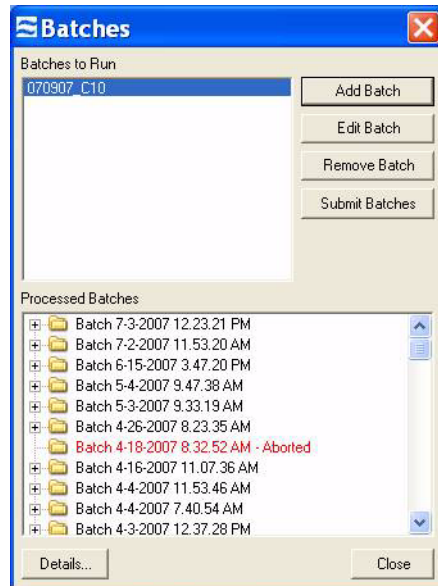 Batches
Batches to Run
070907_C10
Add Batch
Edit Batch
Remove Batch
Submit Batches
Processed Batches
Batch 7-3-2007 12.23.21 PM
Batch 7-2-2007 11.53.20 AM
Batch 6-15-2007 3.47.20 PM
Batch 5-4-2007 9.47.38 AM
Batch 5-3-2007 9.33.19 AM
Batch 4-26-2007 8.23.35 AM
Batch 4-18-2007 8.32.52 AM - Aborted
Batch 4-16-2007 11.07.36 AM
Batch 4-4-2007 11.53.46 AM
Batch 4-4-2007 7.40.54 AM
Batch 4-3-2007 12.37.28 PM
Details...
Close